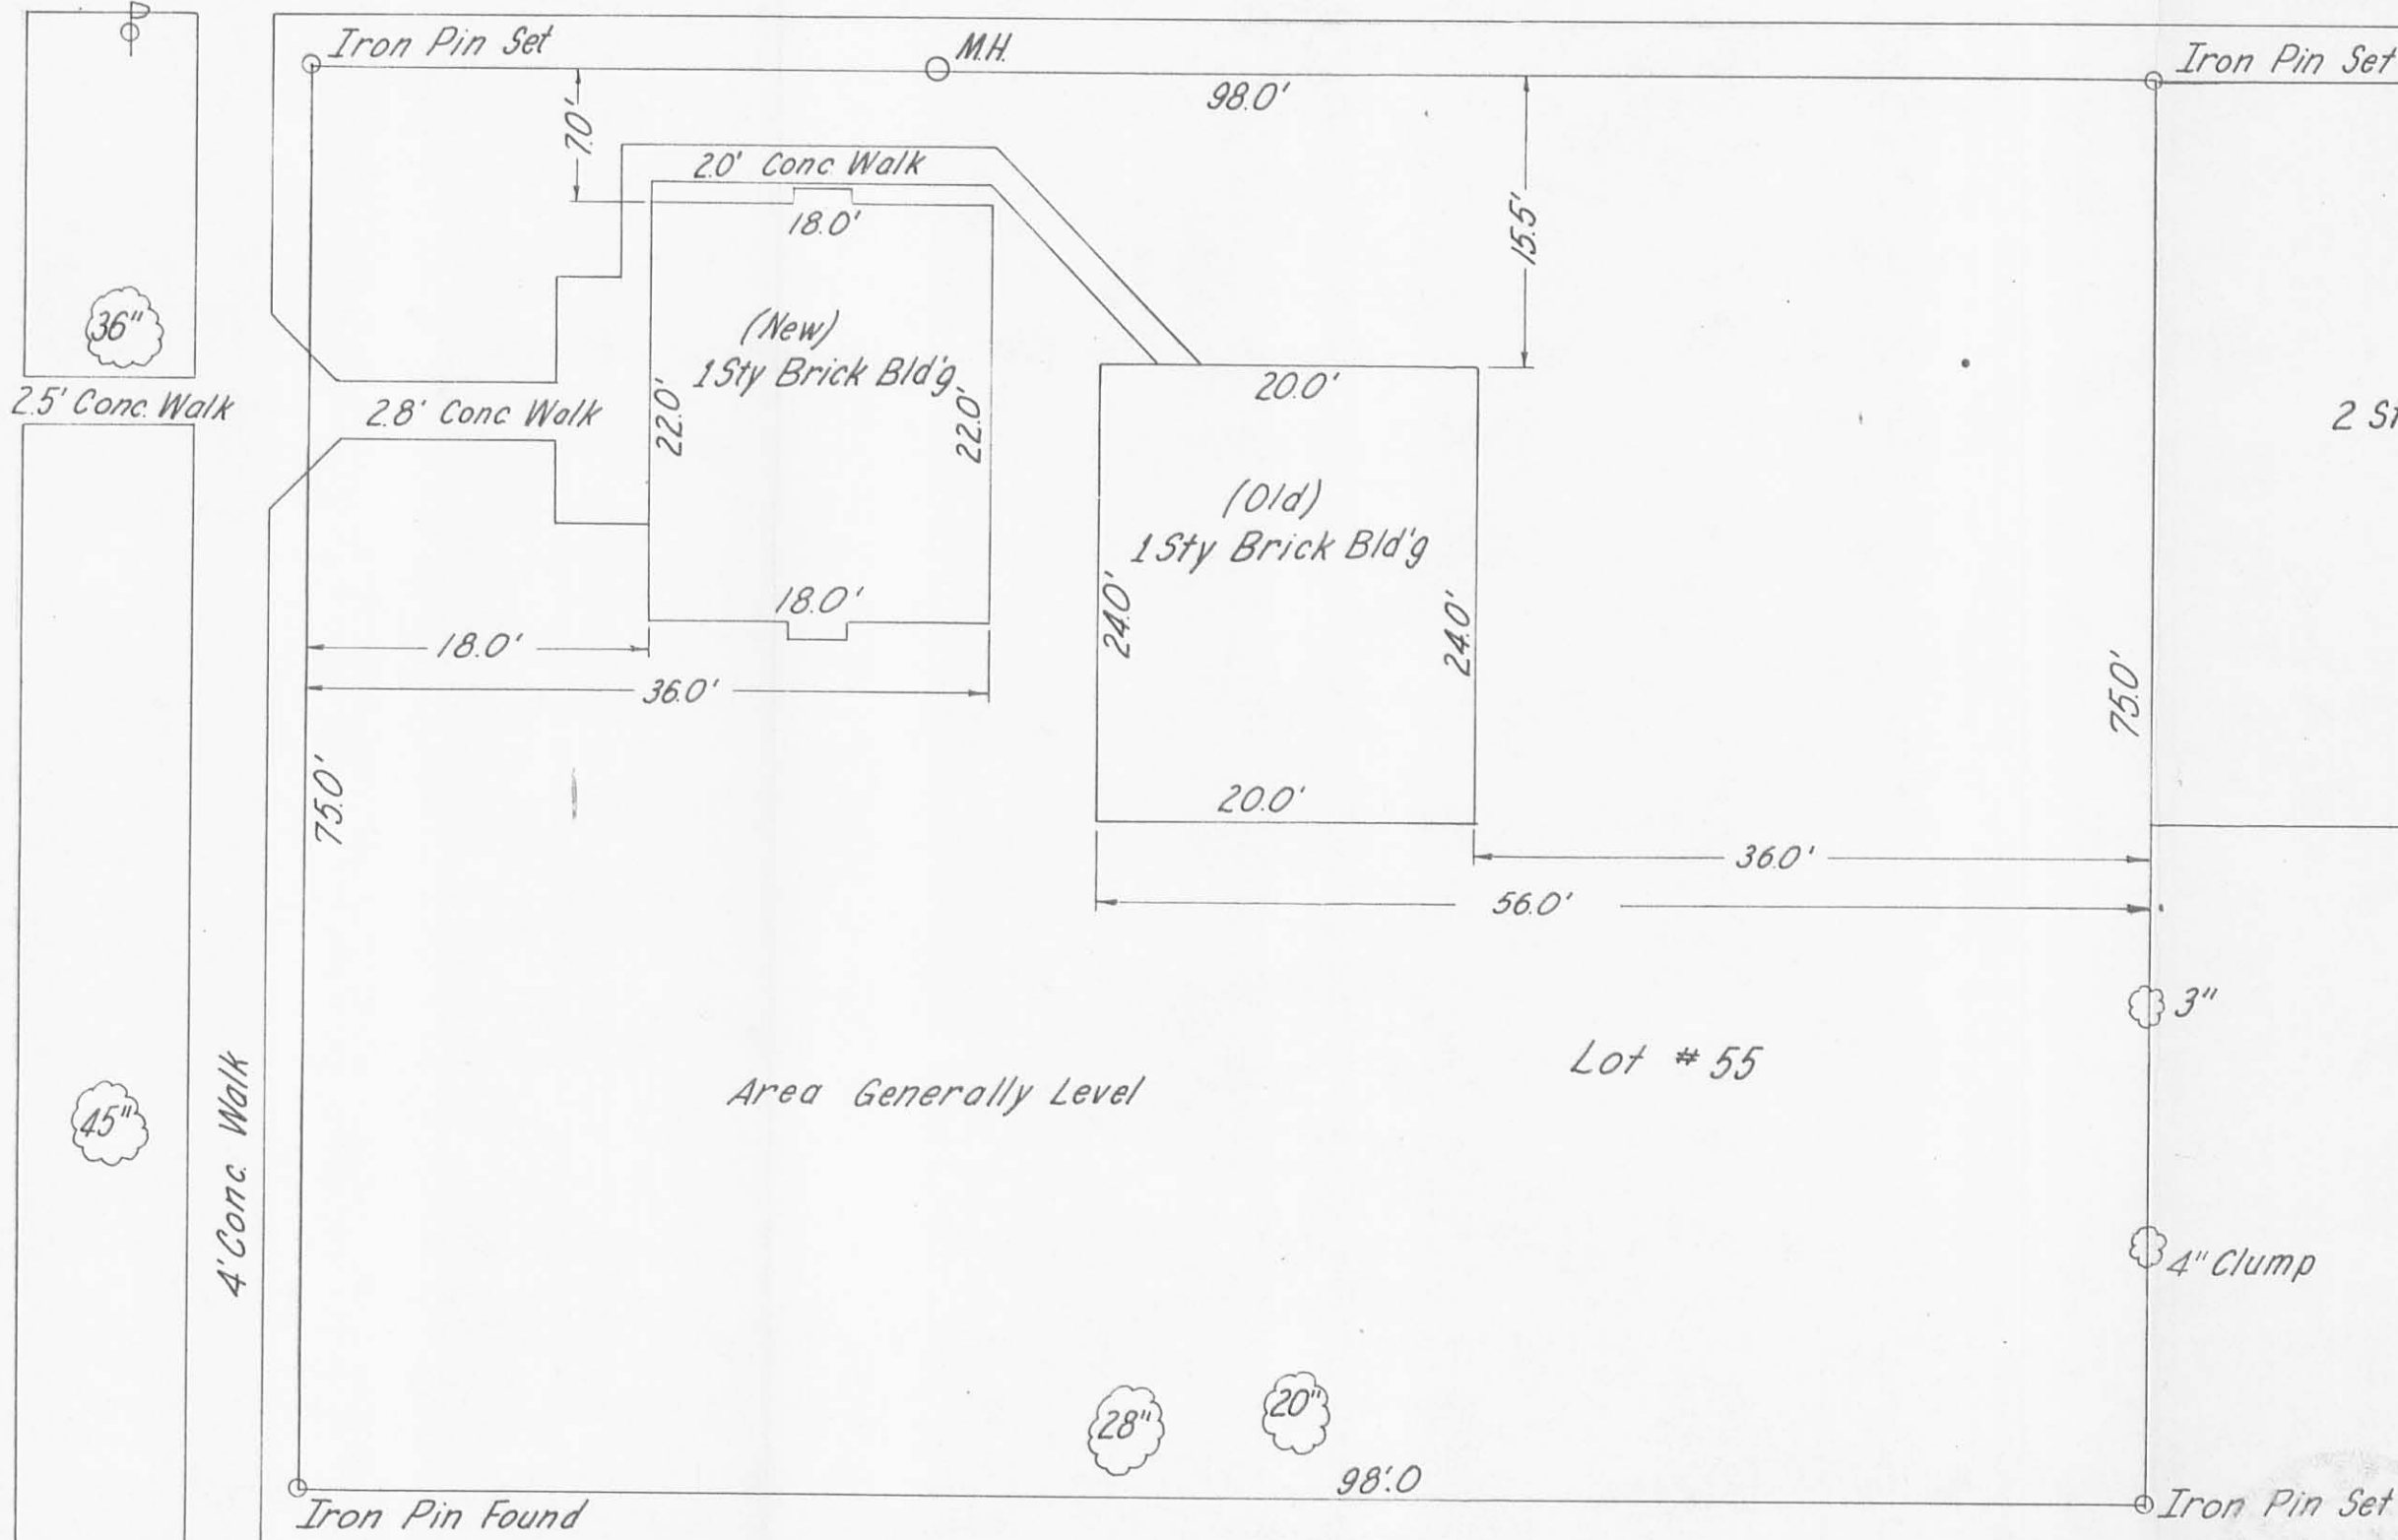 Iron Pin Set
M.H.
Iron Pin Set
98.0'
7.0'
2.0' Conc Walk
18.0'
15.5'
36"
(New)
1 Sty Brick Bld'g
22.0'
22.0'
2.5' Conc. Walk
2.8' Conc Walk
20.0'
2 St
(Old)
1 Sty Brick Bld'g
18.0'
24.0'
24.0'
18.0'
36.0'
75.0'
75.0'
20.0'
36.0'
56.0'
3"
Lot # 55
Area Generally Level
45"
4' Conc. Walk
4" Clump
28"
20"
98'.0
Iron Pin Found
Iron Pin Set